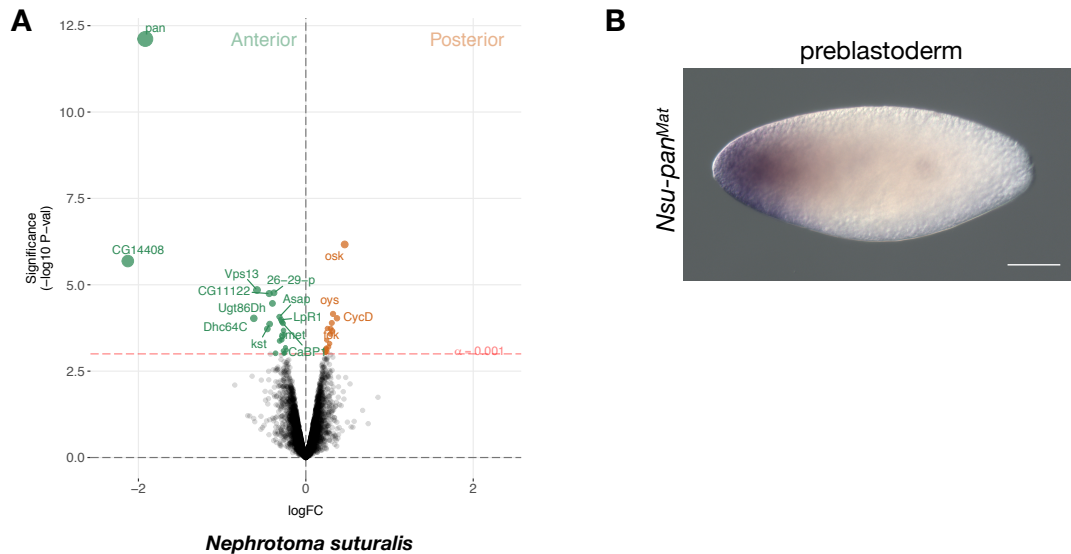 A
B
12.5
10.0
7.5
5.0
2.5
0.0
Significance
(−log10 P-val)
Anterior
Posterior
pan
CG14408
Vps13
26−29−p
CG11122
Ugt86Dh
Asap
LpR1
Dhc64C
met
kst
CaBP1
osk
oys
CycD
α = 0.001
−2
0
2
logFC
Nephrotoma suturalis
preblastoderm
Nsu-panMat